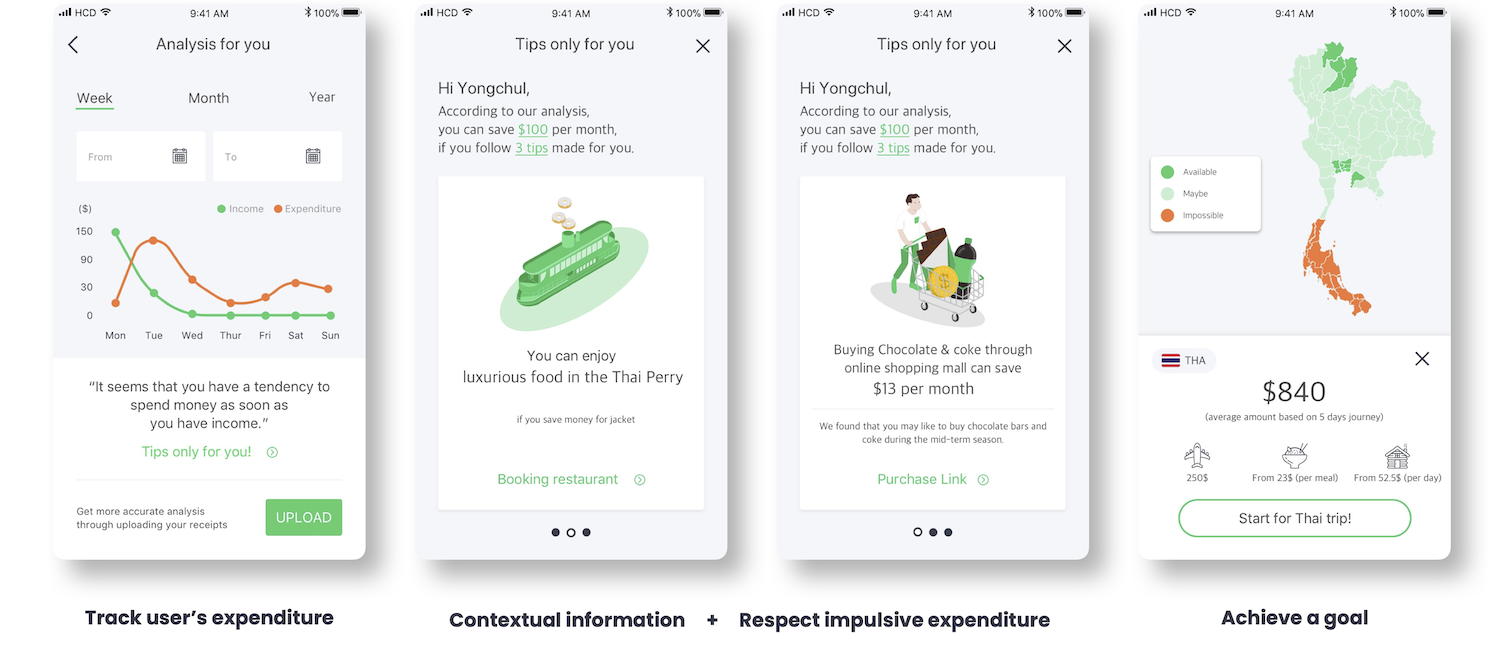 HCD 9:41 AM 100%
Analysis for you
Week Month Year
From To
($) Income Expenditure
150
90
30
0
Mon Tue Wed Thur Fri Sat Sun
“It seems that you have a tendency to
spend money as soon as
you have income.”
Tips only for you!
Get more accurate analysis
through uploading your receipts
UPLOAD
Track user’s expenditure
HCD 9:41 AM 100%
Tips only for you
Hi Yongchul,
According to our analysis,
you can save $100 per month,
if you follow 3 tips made for you.
You can enjoy
luxurious food in the Thai Perry
if you save money for jacket
Booking restaurant
Contextual information
+
HCD 9:41 AM 100%
Tips only for you
Hi Yongchul,
According to our analysis,
you can save $100 per month,
if you follow 3 tips made for you.
$
Buying Chocolate & coke through
online shopping mall can save
$13 per month
We found that you may like to buy chocolate bars and
coke during the mid-term season.
Purchase Link
Respect impulsive expenditure
HCD 9:41 AM 100%
Available
Maybe
Impossible
THA
$840
(average amount based on 5 days journey)
250$ From 23$ (per meal) From 52.5$ (per day)
Start for Thai trip!
Achieve a goal